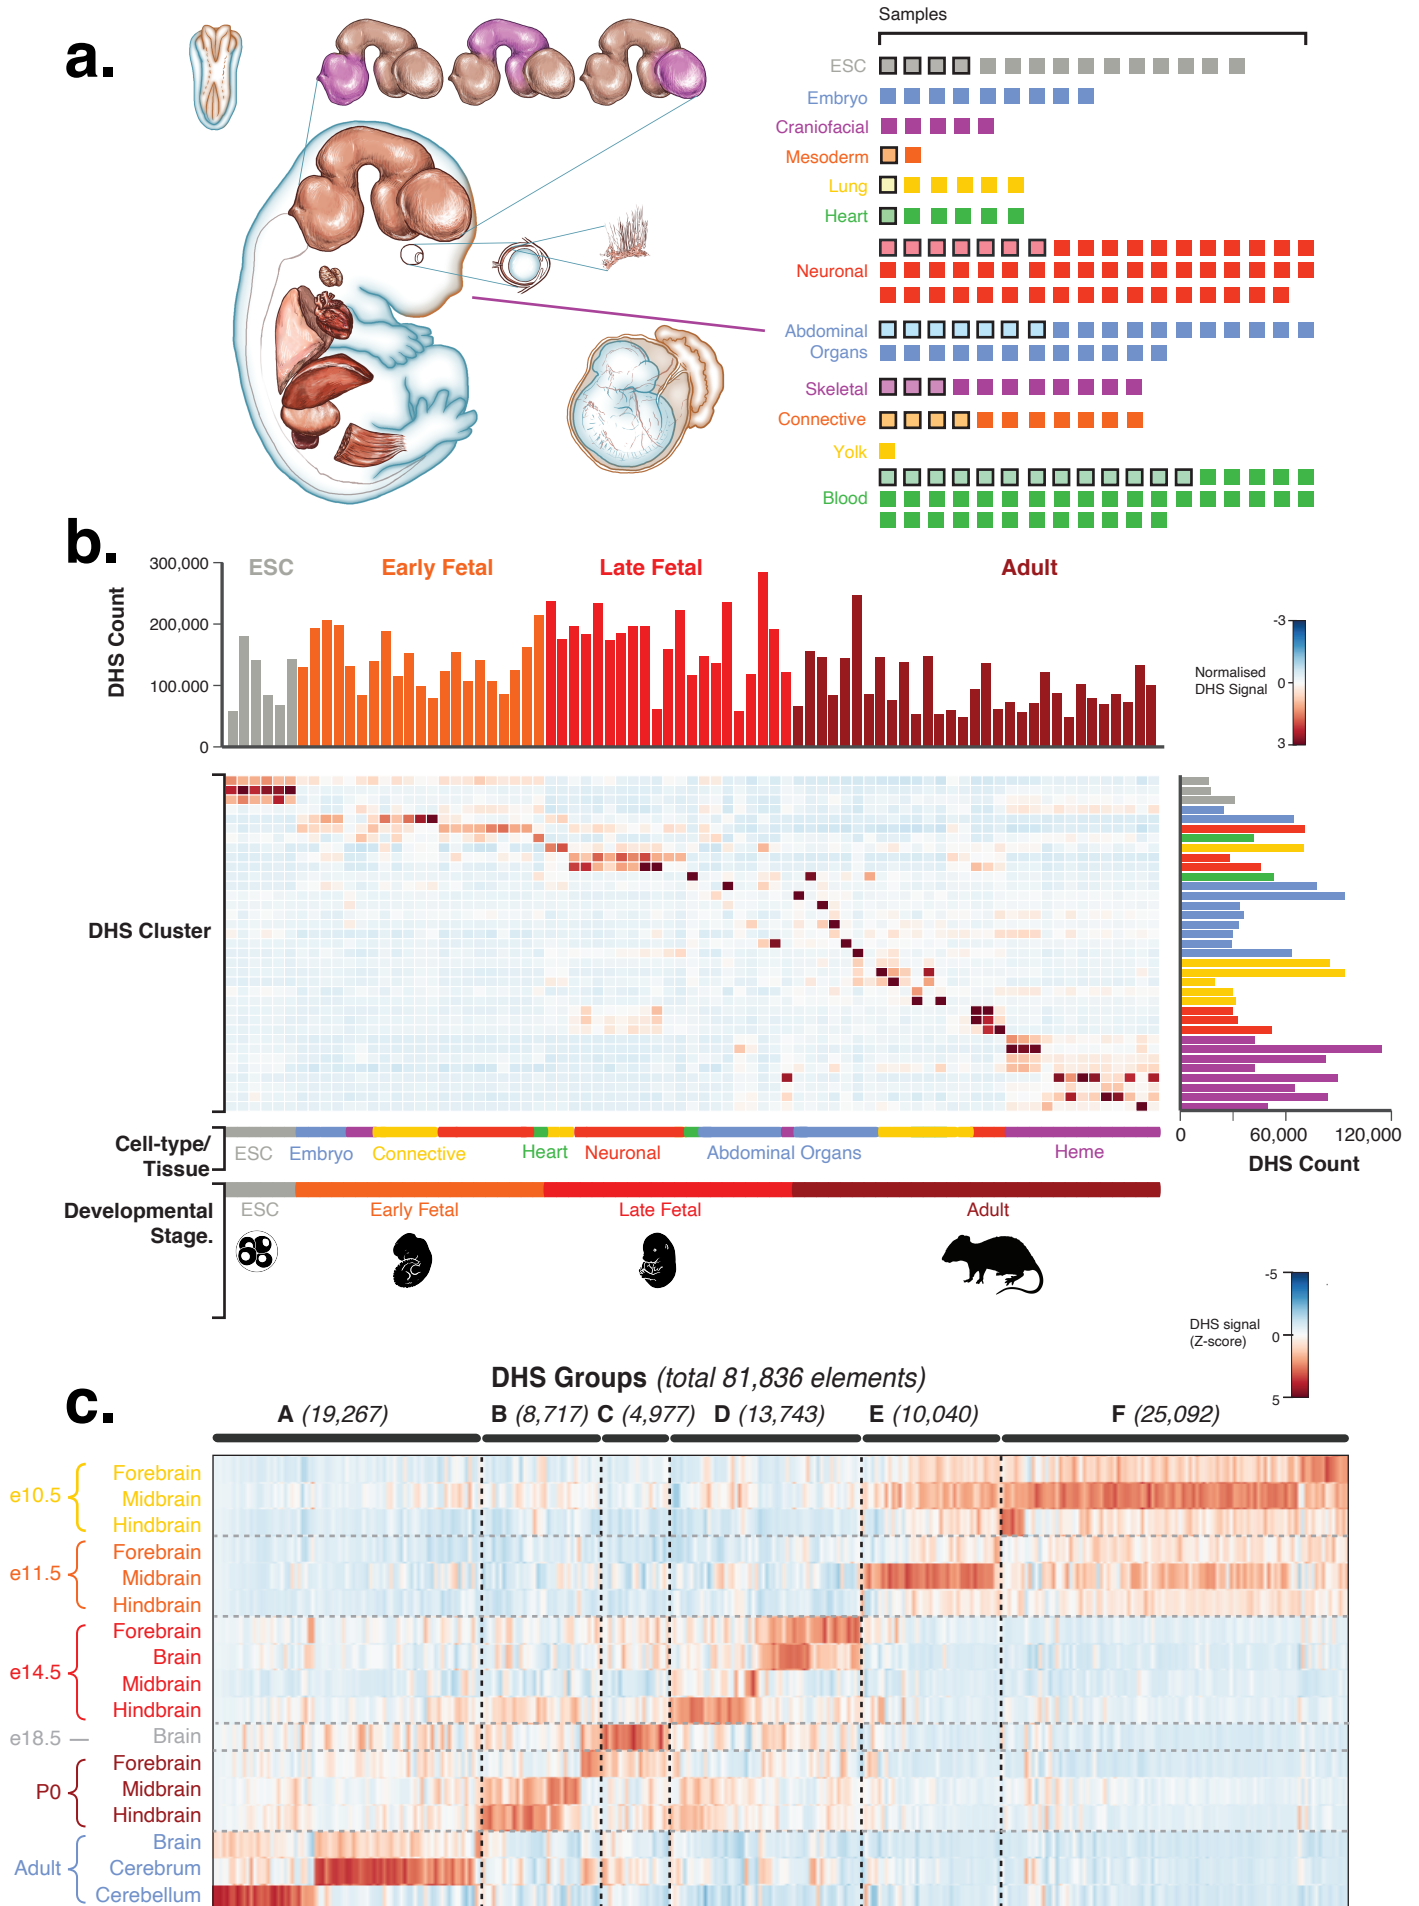 a.
Samples
ESC
Embryo
Craniofacial
Mesoderm
Lung
Heart
Neuronal
Abdominal
Organs
Skeletal
Connective
Yolk
Blood
b.
DHS Count
300,000
200,000
100.000
0
ESC
Early Fetal
Late Fetal
Adult
Normalised
DHS Signal
-3
0
3
DHS Cluster
0
60,000
120,000
DHS Count
Cell-type/
Tissue
ESC
Embryo
Connective
Heart
Neuronal
Abdominal Organs
Heme
Developmental
Stage.
ESC
Early Fetal
Late Fetal
Adult
DHS signal
(Z-score)
-5
0
5
c.
DHS Groups (total 81,836 elements)
A (19,267)
B (8,717)
C (4,977)
D (13,743)
E (10,040)
F (25,092)
e10.5
Forebrain
Midbrain
Hindbrain
e11.5
Forebrain
Midbrain
Hindbrain
e14.5
Forebrain
Brain
Midbrain
Hindbrain
e18.5
Brain
P0
Forebrain
Midbrain
Hindbrain
Adult
Brain
Cerebrum
Cerebellum